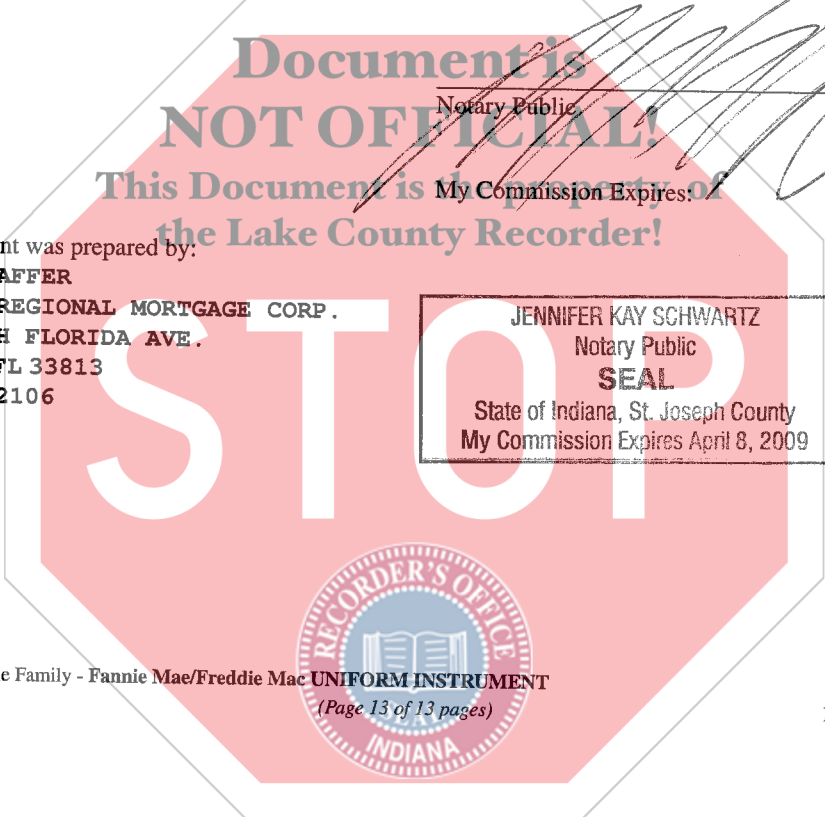 Document is
NOT OFFICIAL!
This Document is the property of
the Lake County Recorder!
Notary Public
My Commission Expires:
nt was prepared by:
AFFER
REGIONAL MORTGAGE CORP.
H FLORIDA AVE.
FL 33813
2106
JENNIFER KAY SCHWARTZ
Notary Public
SEAL
State of Indiana, St. Joseph County
My Commission Expires April 8, 2009
STOP
RECORDER'S OFFICE
SEAL
INDIANA
e Family - Fannie Mae/Freddie Mac UNIFORM INSTRUMENT
(Page 13 of 13 pages)